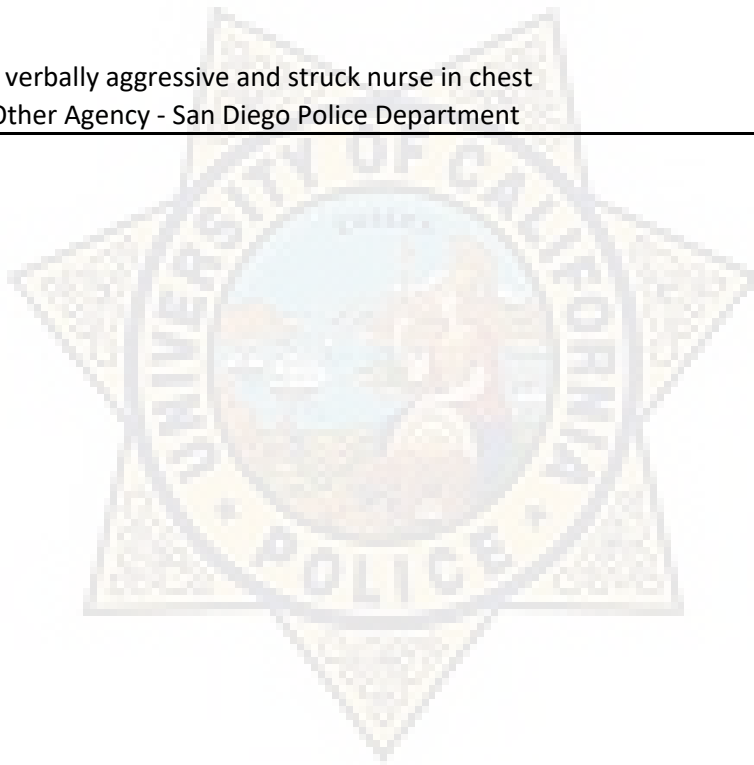 verbally aggressive and struck nurse in chest
Other Agency - San Diego Police Department
UNIVERSITY OF CALIFORNIA
POLICE